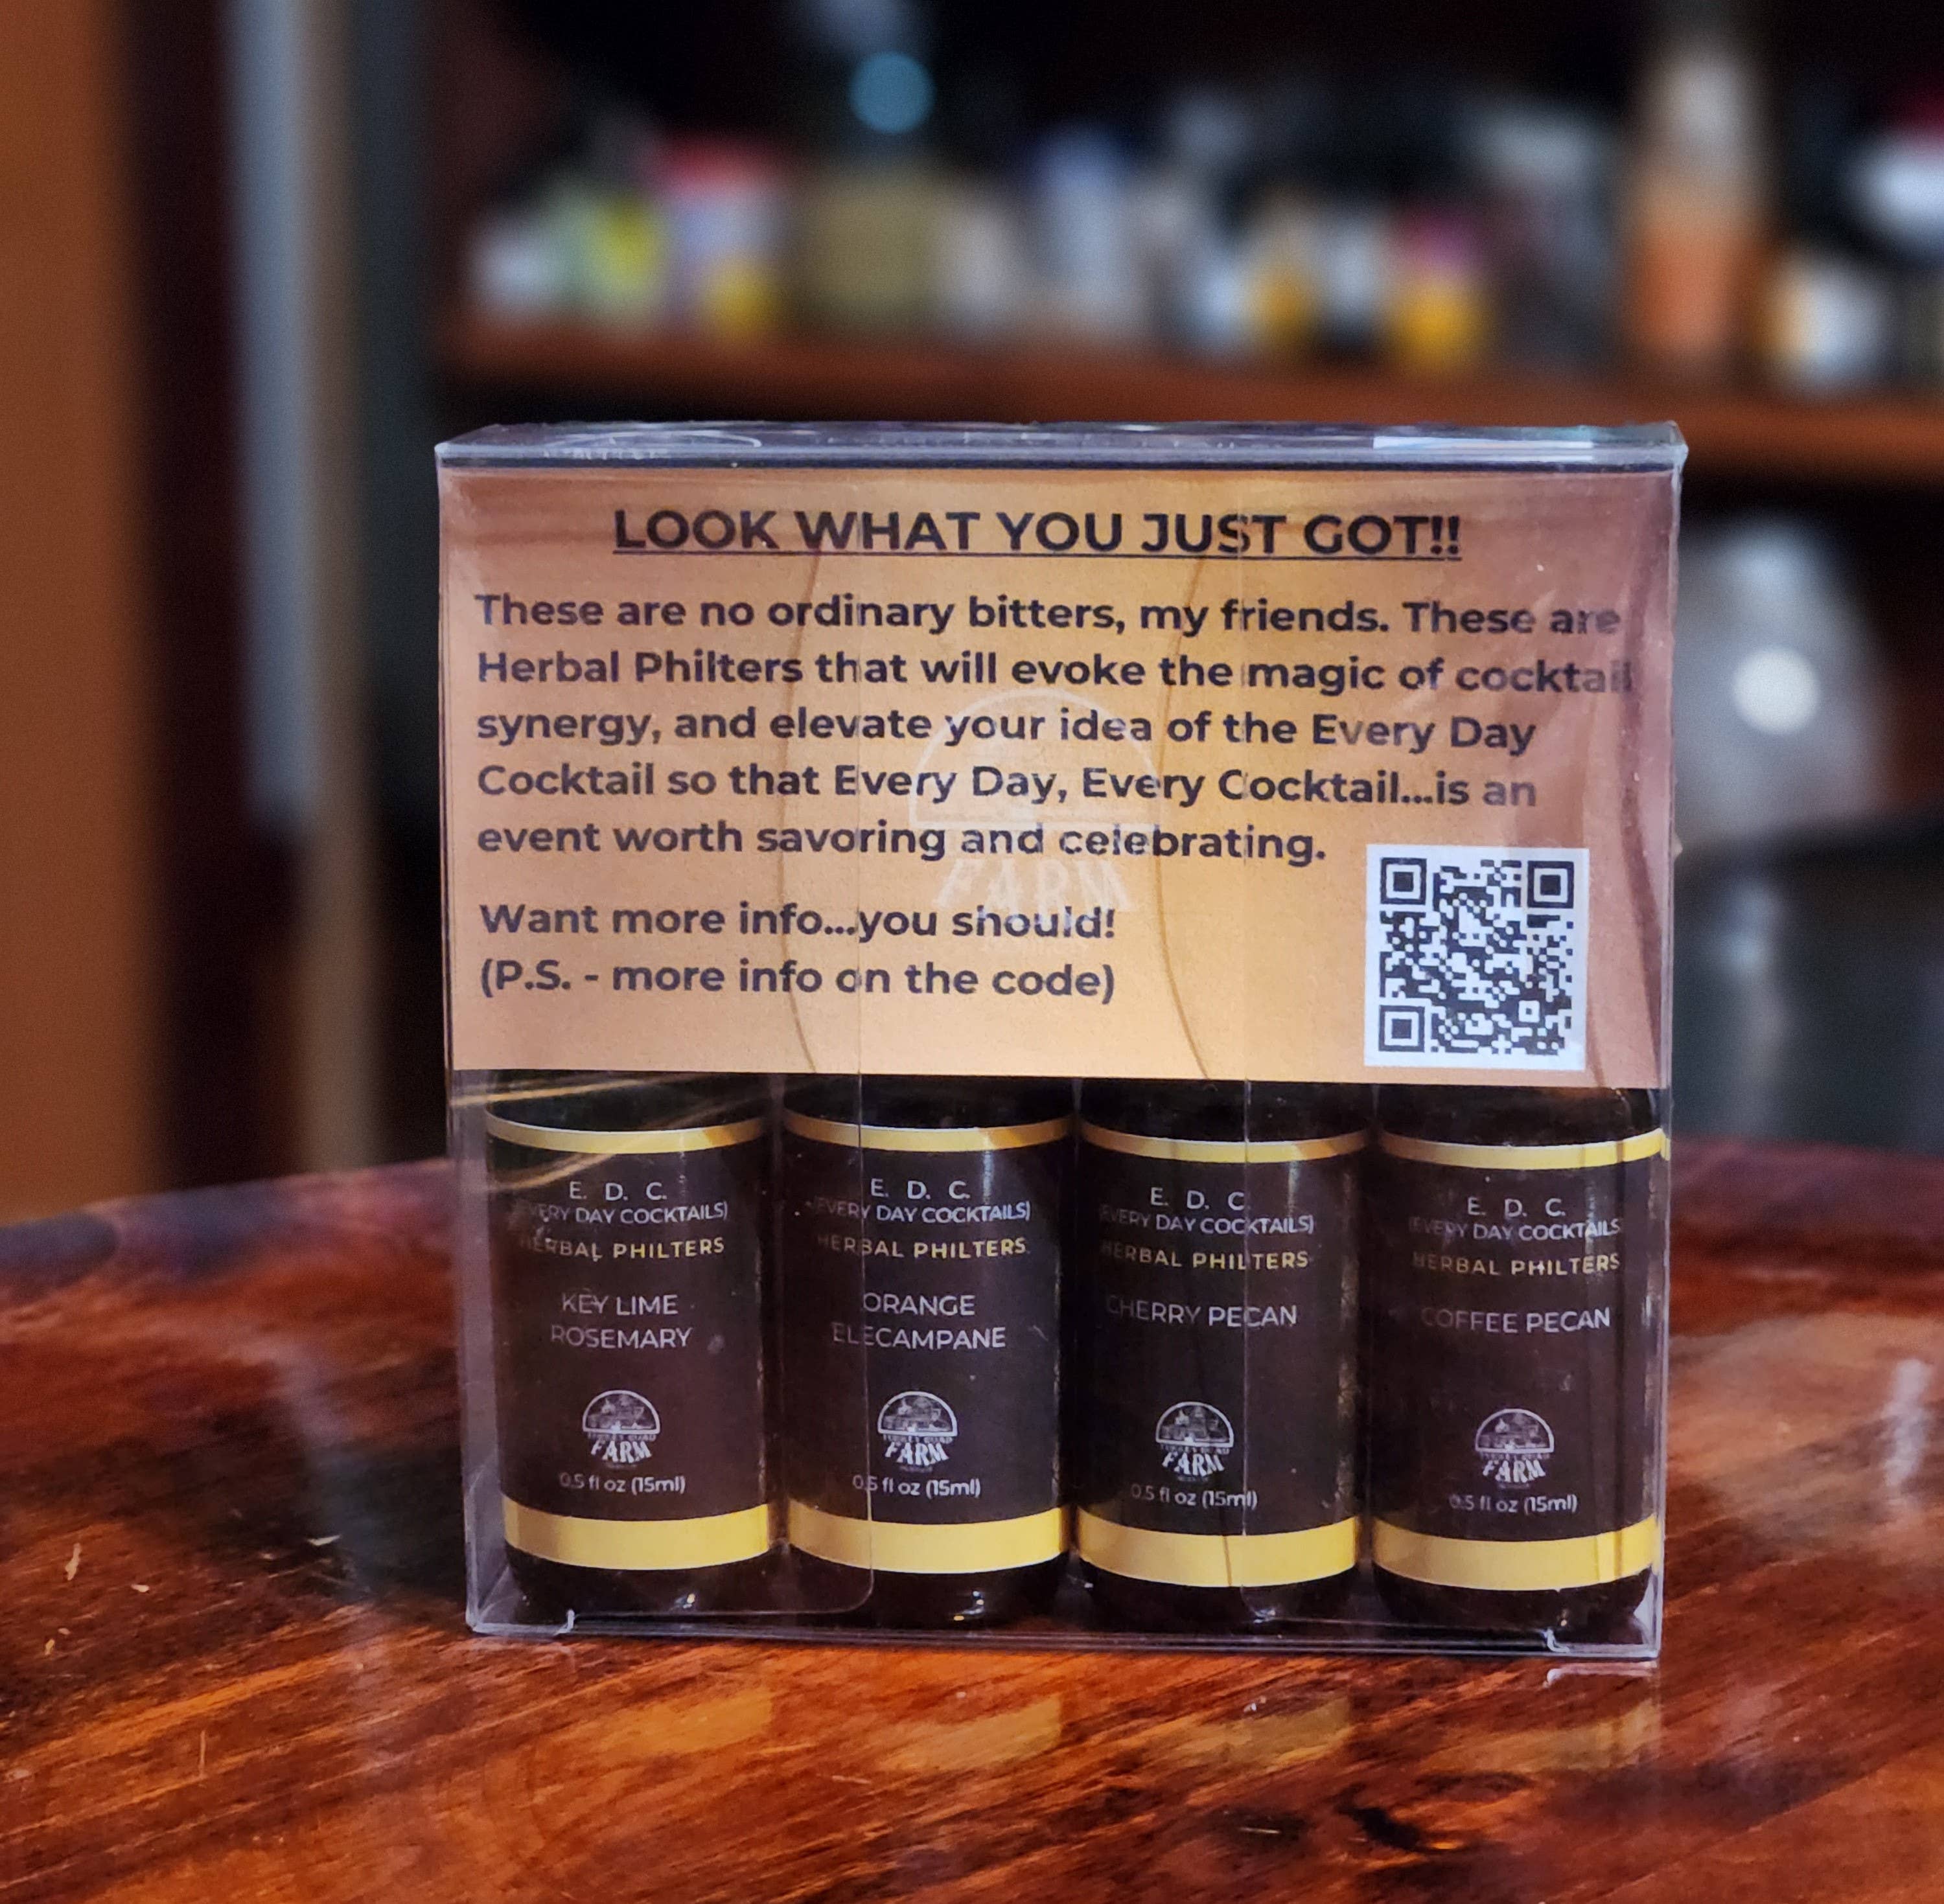 LOOK WHAT YOU JUST GOT!!
These are no ordinary bitters, my friends. These are
Herbal Philters that will evoke the magic of cocktail
synergy, and elevate your idea of the Every Day
Cocktail so that Every Day, Every Cocktail...is an
event worth savoring and celebrating.
FARM
Want more info...you should!
(P.S. - more info on the code)
E. D. C.
(EVERY DAY COCKTAILS)
HERBAL PHILTERS
KEY LIME
ROSEMARY
FARM
0.5 fl oz (15ml)
E. D. C.
(EVERY DAY COCKTAILS)
HERBAL PHILTERS
ORANGE
ELECAMPANE
FARM
0.5 fl oz (15ml)
E. D. C.
(EVERY DAY COCKTAILS)
HERBAL PHILTERS
CHERRY PECAN
FARM
0.5 fl oz (15ml)
E. D. C.
(EVERY DAY COCKTAILS
HERBAL PHILTERS
COFFEE PECAN
FARM
0.5 fl oz (15ml)